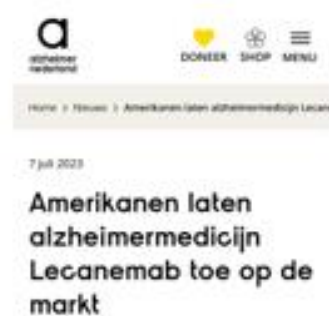 alzheimer
nederland
DONEER SHOP MENU
Home > Nieuws > Amerikanen laten alzheimermedicijn Lecan
7 juli 2023
Amerikanen laten
alzheimermedicijn
Lecanemab toe op de
markt